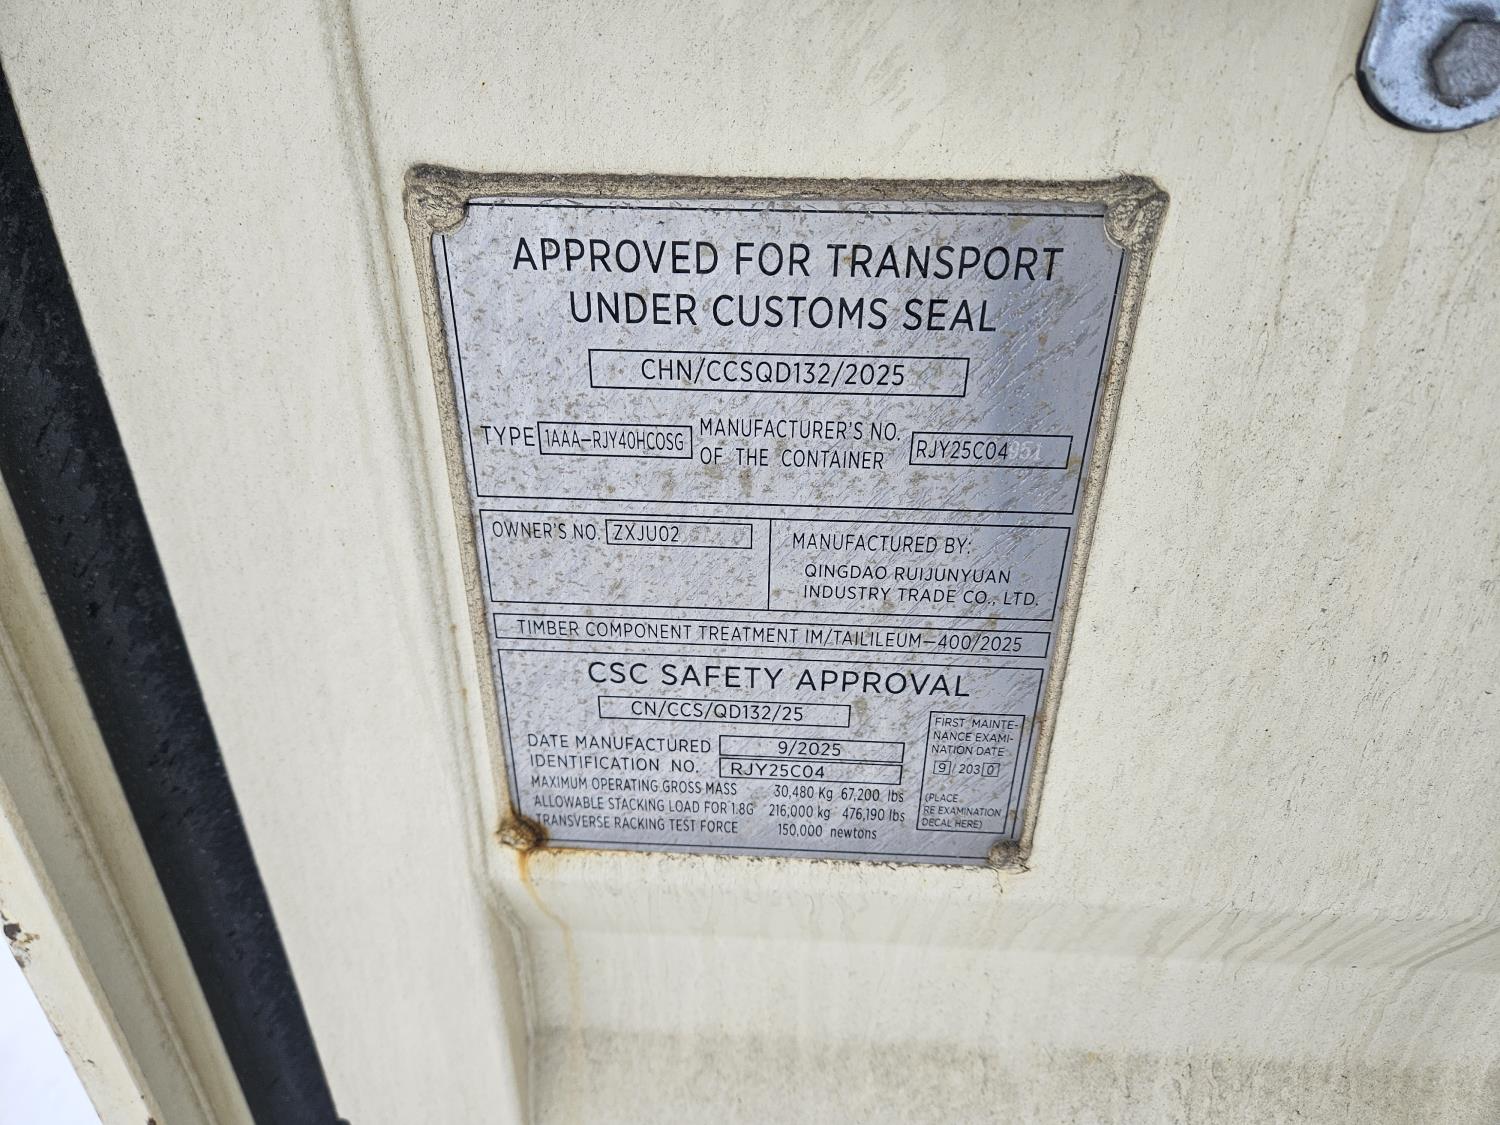 APPROVED FOR TRANSPORT
UNDER CUSTOMS SEAL
CHN/CCSQD132/2025
TYPE 1AAA-RJY40HCOSG MANUFACTURER'S NO. OF THE CONTAINER RJY25C04951
OWNER'S NO. ZXJU02
MANUFACTURED BY:
QINGDAO RUIJUNYUAN
INDUSTRY TRADE CO., LTD.
TIMBER COMPONENT TREATMENT IM/TAILILEUM-400/2025
CSC SAFETY APPROVAL
CN/CCS/QD132/25
DATE MANUFACTURED 9/2025
IDENTIFICATION NO. RJY25C04
MAXIMUM OPERATING GROSS MASS 30,480 Kg 67,200 lbs
ALLOWABLE STACKING LOAD FOR 1.8G 216,000 kg 476,190 lbs
TRANSVERSE RACKING TEST FORCE 150,000 newtons
FIRST MAINTE-
NANCE EXAMI-
NATION DATE
9/2030
(PLACE
RE EXAMINATION
DECAL HERE)